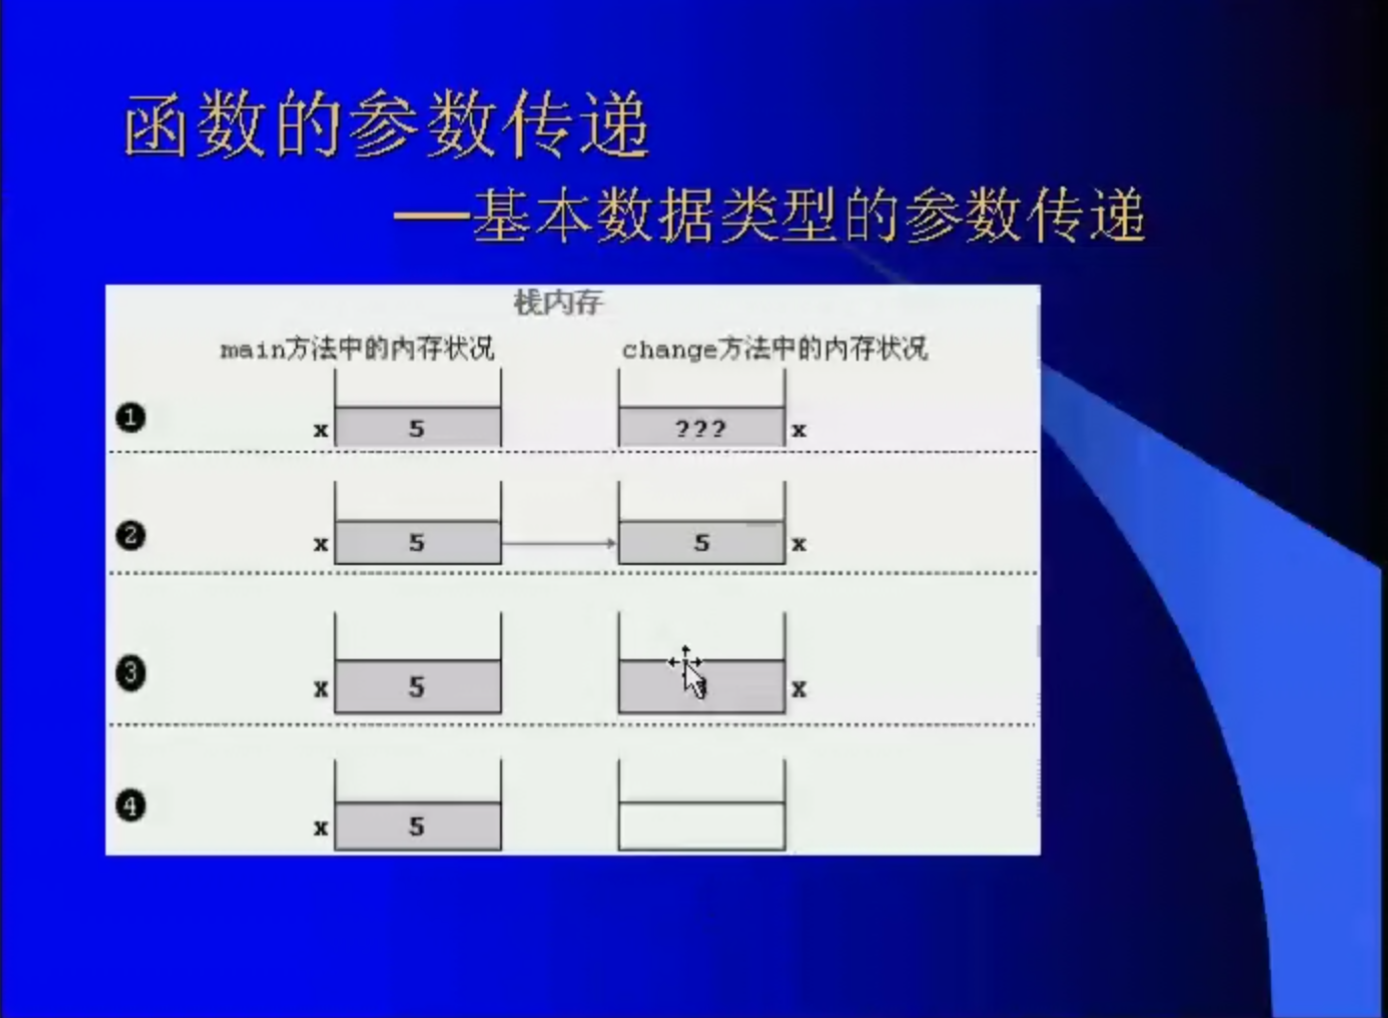 函数的参数传递
—基本数据类型的参数传递
栈内存
main方法中的内存状况 change方法中的内存状况
❶ x 5 ??? x
❷ x 5 5 x
❸ x 5 x
❹ x 5